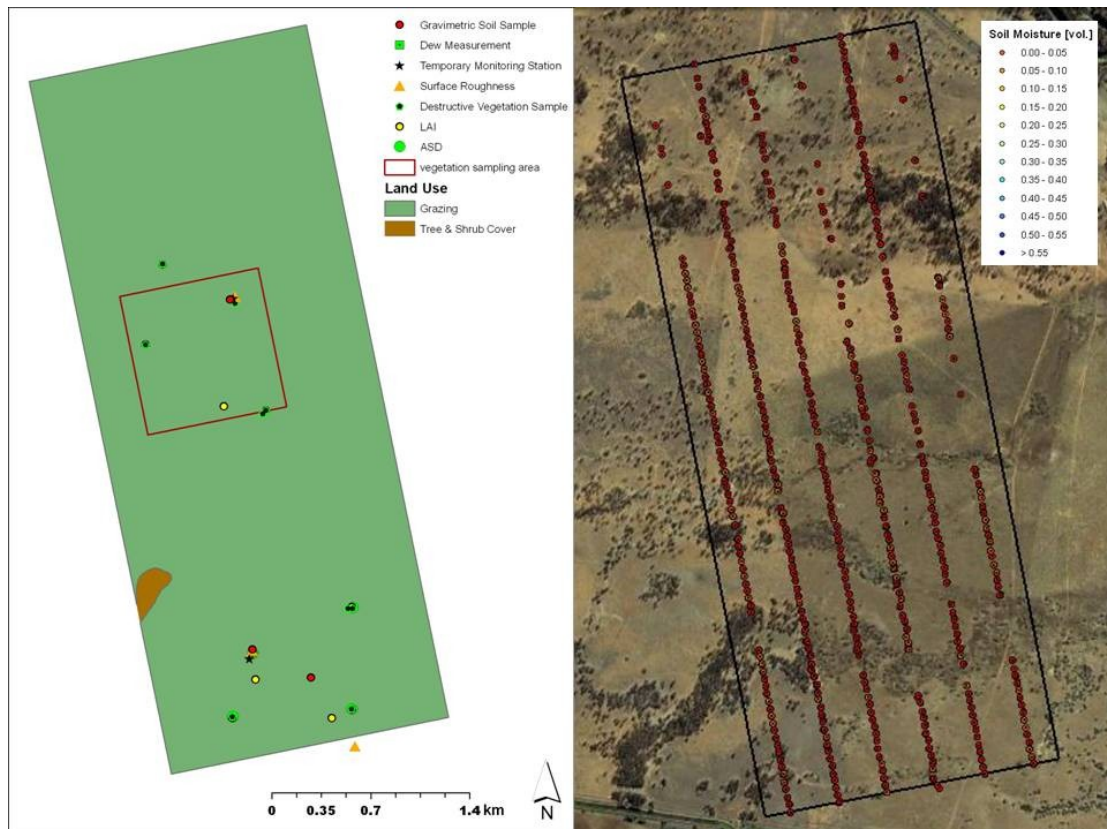 Gravimetric Soil Sample
Dew Measurement
Temporary Monitoring Station
Surface Roughness
Destructive Vegetation Sample
LAI
ASD
vegetation sampling area
Land Use
Grazing
Tree & Shrub Cover
0 0.35 0.7 1.4 km
N
Soil Moisture [vol.]
0.00 - 0.05
0.05 - 0.10
0.10 - 0.15
0.15 - 0.20
0.20 - 0.25
0.25 - 0.30
0.30 - 0.35
0.35 - 0.40
0.40 - 0.45
0.45 - 0.50
0.50 - 0.55
> 0.55